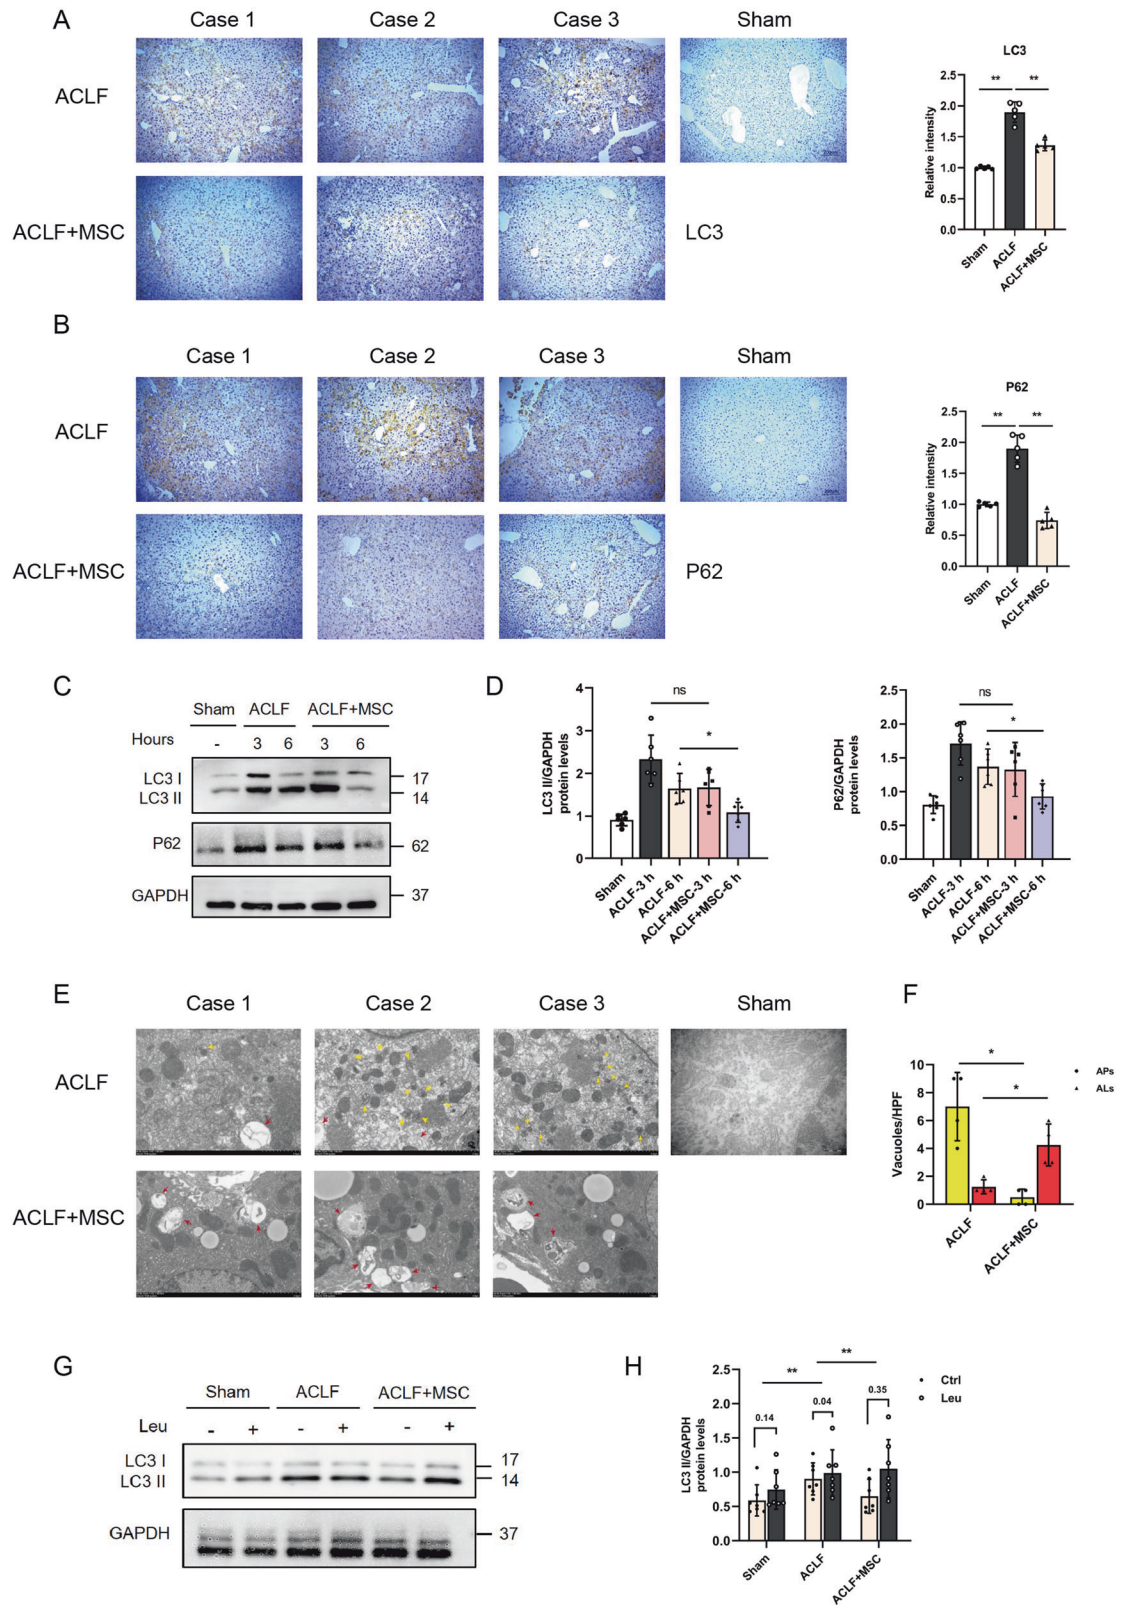 A
Case 1 Case 2 Case 3 Sham
ACLF
ACLF+MSC
LC3
LC3
Relative intensity
2.5
2.0
1.5
1.0
0.5
0.0
** **
Sham
ACLF
ACLF+MSC
B
Case 1 Case 2 Case 3 Sham
ACLF
ACLF+MSC
P62
P62
Relative intensity
2.5
2.0
1.5
1.0
0.5
0.0
** **
Sham
ACLF
ACLF+MSC
C
Sham ACLF ACLF+MSC
Hours - 3 6 3 6
LC3 I 17
LC3 II 14
P62 62
GAPDH 37
D
LC3 II/GAPDH
protein levels
4
3
2
1
0
ns
*
Sham
ACLF-3 h
ACLF-6 h
ACLF+MSC-3 h
ACLF+MSC-6 h
P62/GAPDH
protein levels
2.5
2.0
1.5
1.0
0.5
0.0
ns
*
Sham
ACLF-3 h
ACLF-6 h
ACLF+MSC-3 h
ACLF+MSC-6 h
E
Case 1 Case 2 Case 3 Sham
ACLF
ACLF+MSC
F
Vacuoles/HPF
10
8
6
4
2
0
*
*
APs
ALs
ACLF
ACLF+MSC
G
Sham ACLF ACLF+MSC
Leu - + - + - +
LC3 I 17
LC3 II 14
GAPDH 37
H
LC3 II/GAPDH
protein levels
2.5
2.0
1.5
1.0
0.5
0.0
**
**
0.14
0.04
0.35
Ctrl
Leu
Sham
ACLF
ACLF+MSC